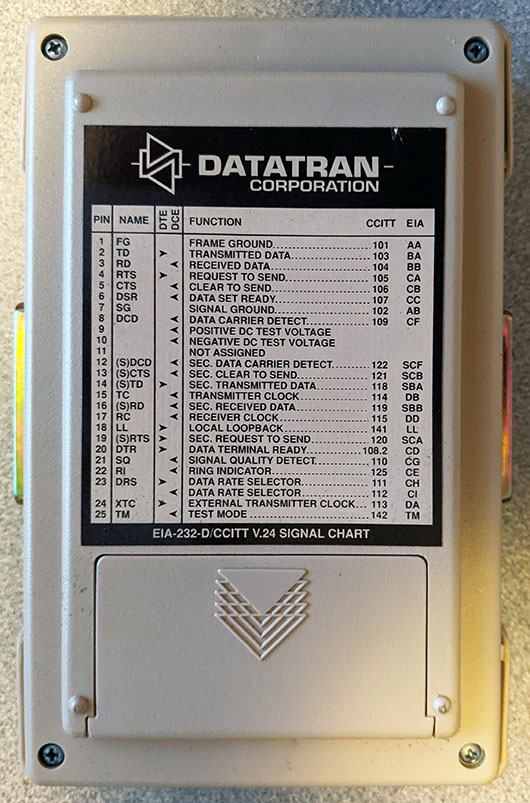 DATATRAN
CORPORATION
PIN NAME DTE DCE FUNCTION CCITT EIA
1 FG FRAME GROUND 101 AA
2 TD ➤ TRANSMITTED DATA 103 BA
3 RD ➤ RECEIVED DATA 104 BB
4 RTS ➤ REQUEST TO SEND 105 CA
5 CTS ➤ CLEAR TO SEND 106 CB
6 DSR ➤ DATA SET READY 107 CC
7 SG SIGNAL GROUND 102 AB
8 DCD ➤ DATA CARRIER DETECT 109 CF
9 ➤ POSITIVE DC TEST VOLTAGE
10 ➤ NEGATIVE DC TEST VOLTAGE
11 NOT ASSIGNED
12 (S)DCD ➤ SEC. DATA CARRIER DETECT 122 SCF
13 (S)CTS ➤ SEC. CLEAR TO SEND 121 SCB
14 (S)TD ➤ SEC. TRANSMITTED DATA 118 SBA
15 TC ➤ TRANSMITTER CLOCK 114 DB
16 (S)RD ➤ SEC. RECEIVED DATA 119 SBB
17 RC ➤ RECEIVER CLOCK 115 DD
18 LL ➤ LOCAL LOOPBACK 141 LL
19 (S)RTS ➤ SEC. REQUEST TO SEND 120 SCA
20 DTR ➤ DATA TERMINAL READY 108.2 CD
21 SQ ➤ SIGNAL QUALITY DETECT 110 CG
22 RI ➤ RING INDICATOR 125 CE
23 DRS ➤ DATA RATE SELECTOR 111 CH
➤ DATA RATE SELECTOR 112 CI
24 XTC ➤ EXTERNAL TRANSMITTER CLOCK 113 DA
25 TM ➤ TEST MODE 142 TM
EIA-232-D/CCITT V.24 SIGNAL CHART